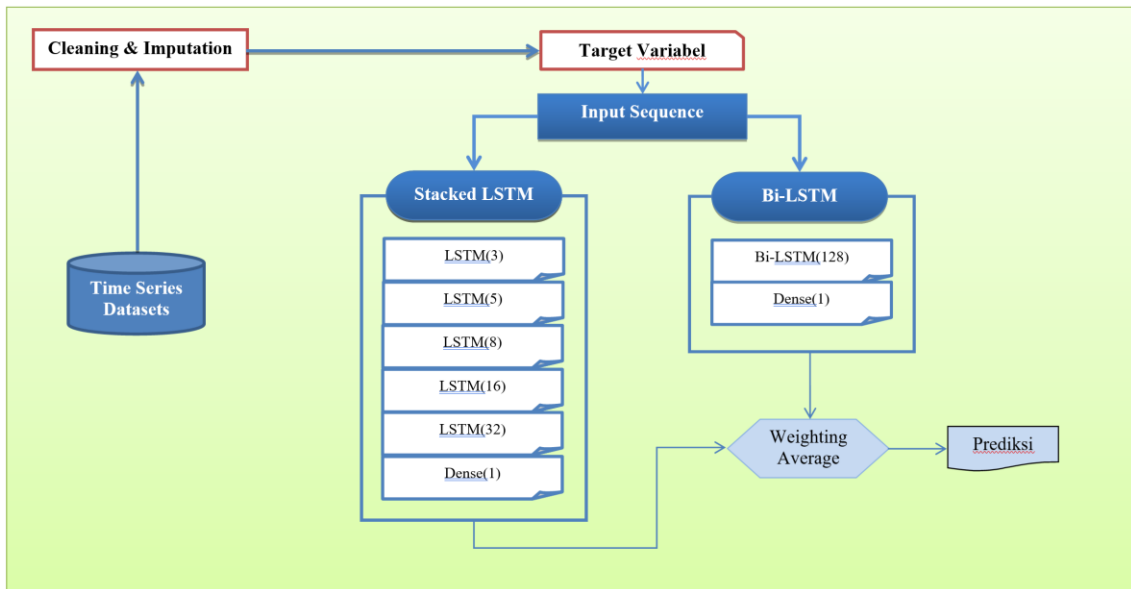 Cleaning & Imputation
Target Variabel
Input Sequence
Stacked LSTM
Bi-LSTM
LSTM(3)
LSTM(5)
LSTM(8)
LSTM(16)
LSTM(32)
Dense(1)
Bi-LSTM(128)
Dense(1)
Time Series
Datasets
Weighting
Average
Prediksi